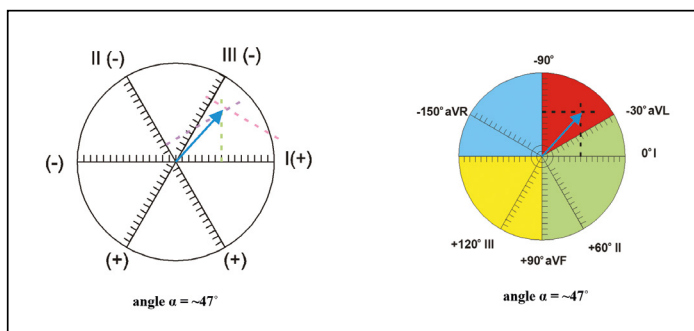 II (-)
III (-)
(-)
I(+)
(+)
(+)
angle α = ~47˚
-90°
-150° aVR
-30° aVL
0° I
+120° III
+60° II
+90° aVF
angle α = ~47˚